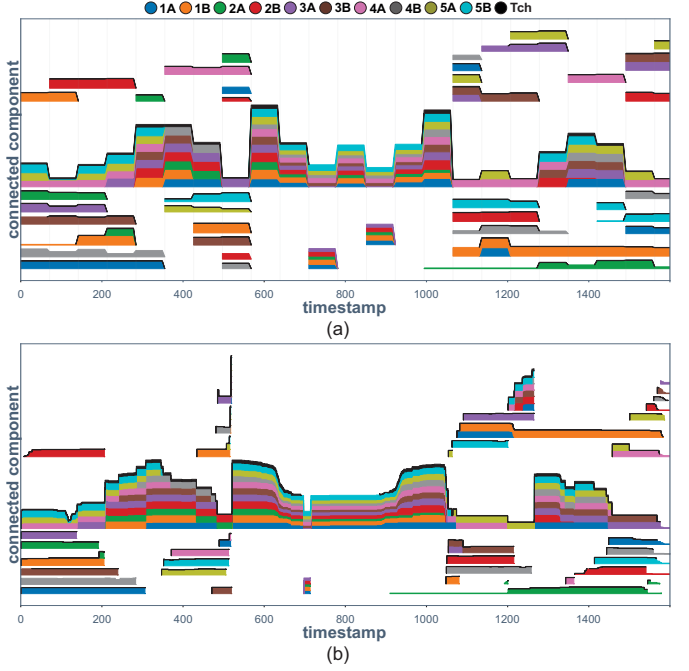 1A 1B 2A 2B 3A 3B 4A 4B 5A 5B Tch
connected component
0 200 400 600 800 1000 1200 1400
timestamp
(a)
connected component
0 200 400 600 800 1000 1200 1400
timestamp
(b)